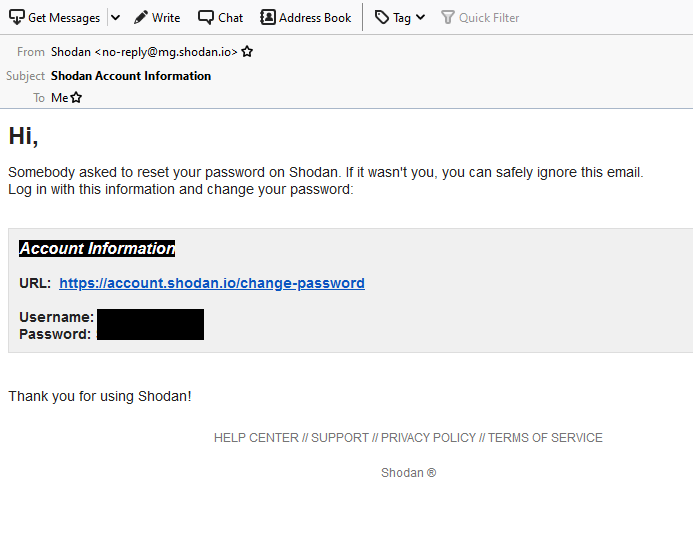 Get Messages Write Chat Address Book Tag Quick Filter
From Shodan <no-reply@mg.shodan.io>
Subject Shodan Account Information
To Me
Hi,
Somebody asked to reset your password on Shodan. If it wasn't you, you can safely ignore this email.
Log in with this information and change your password:
Account Information
URL: https://account.shodan.io/change-password
Username:
Password:
Thank you for using Shodan!
HELP CENTER // SUPPORT // PRIVACY POLICY // TERMS OF SERVICE
Shodan ®